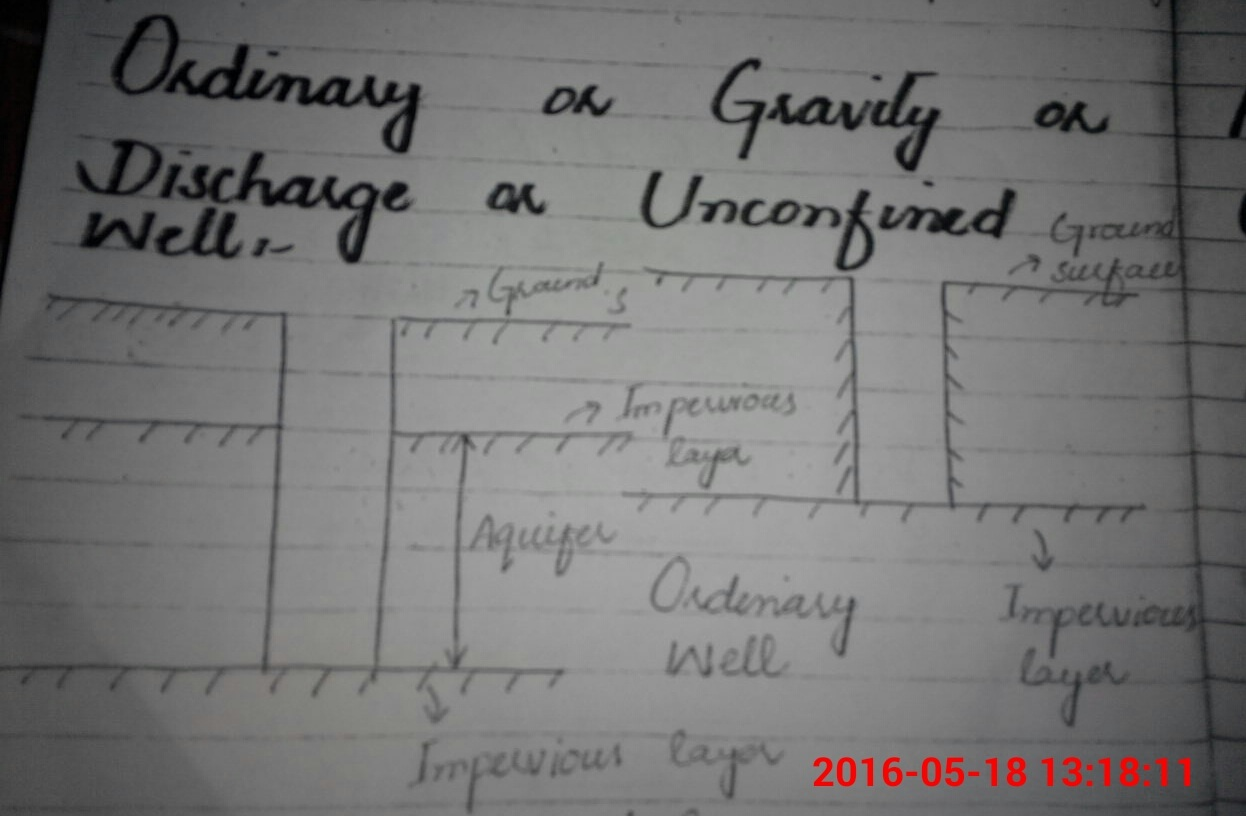 Ordinary or Gravity or
Discharge or Unconfined
Well:-
Ground
surface
Ground s
Impervious
layer
Aquifer
Ordinary
Well
Impervious
layer
Impervious layer
2016-05-18 13:18:11